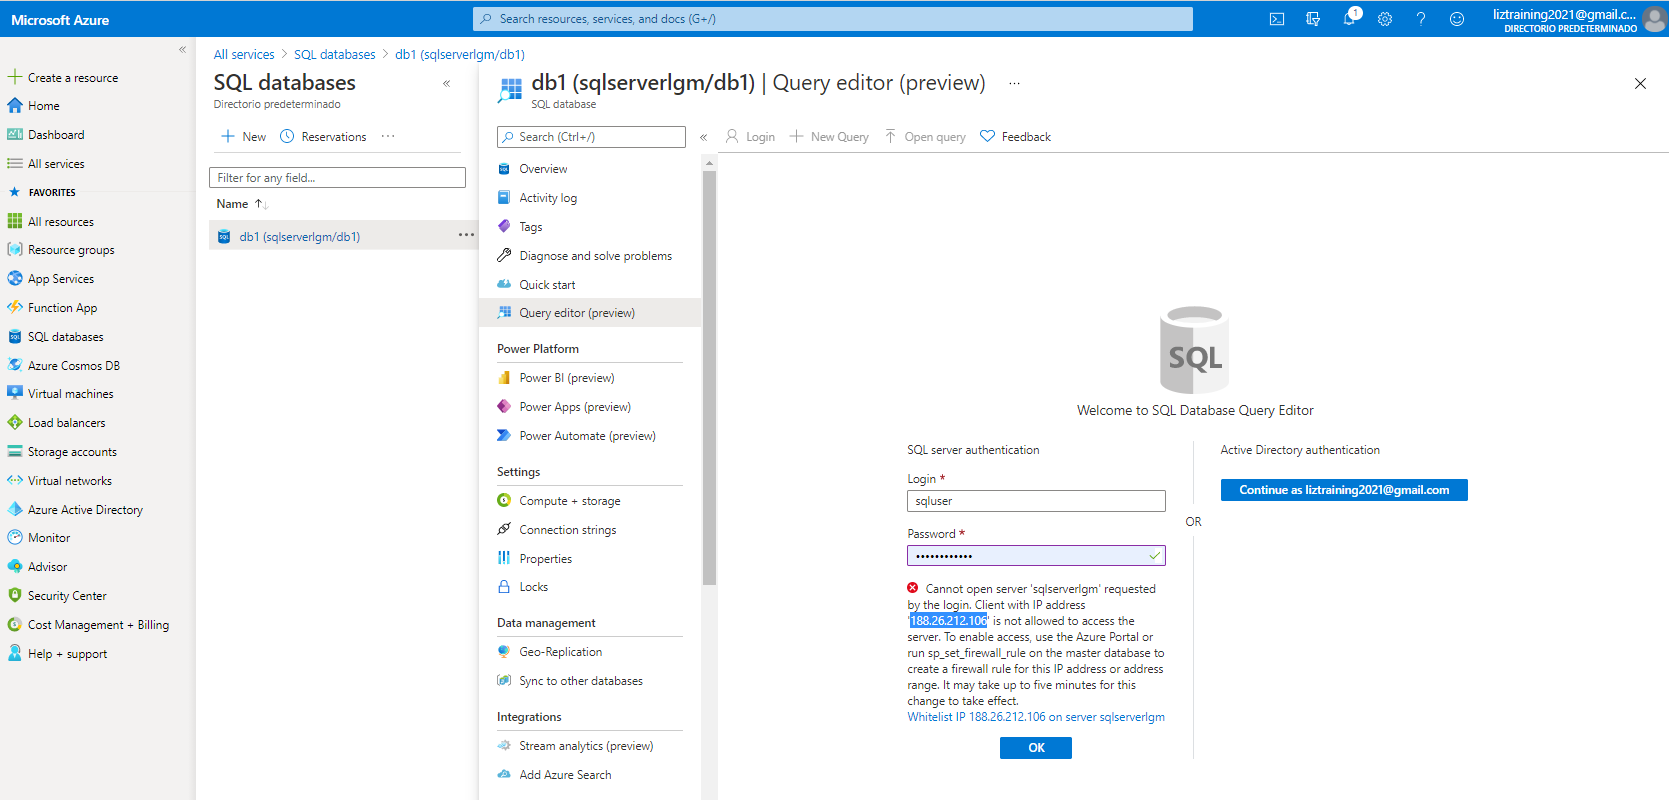 Microsoft Azure
Search resources, services, and docs (G+/)
1
liztraining2021@gmail.c...
DIRECTORIO PREDETERMINADO
«
Create a resource
Home
Dashboard
All services
FAVORITES
All resources
Resource groups
App Services
Function App
SQL databases
Azure Cosmos DB
Virtual machines
Load balancers
Storage accounts
Virtual networks
Azure Active Directory
Monitor
Advisor
Security Center
Cost Management + Billing
Help + support
All services > SQL databases > db1 (sqlserverlgm/db1)
SQL databases «
Directorio predeterminado
New Reservations ...
Filter for any field...
Name ↑↓
db1 (sqlserverlgm/db1) ...
db1 (sqlserverlgm/db1) | Query editor (preview) ...
SQL database
Search (Ctrl+/) «
Overview
Activity log
Tags
Diagnose and solve problems
Quick start
Query editor (preview)
Power Platform
Power BI (preview)
Power Apps (preview)
Power Automate (preview)
Settings
Compute + storage
Connection strings
Properties
Locks
Data management
Geo-Replication
Sync to other databases
Integrations
Stream analytics (preview)
Add Azure Search
Login New Query Open query Feedback
SQL
Welcome to SQL Database Query Editor
SQL server authentication
Login *
sqluser
Password *
••••••••••••
Cannot open server 'sqlserverlgm' requested
by the login. Client with IP address
'188.26.212.106' is not allowed to access the
server. To enable access, use the Azure Portal or
run sp_set_firewall_rule on the master database to
create a firewall rule for this IP address or address
range. It may take up to five minutes for this
change to take effect.
Whitelist IP 188.26.212.106 on server sqlserverlgm
OK
OR
Active Directory authentication
Continue as liztraining2021@gmail.com